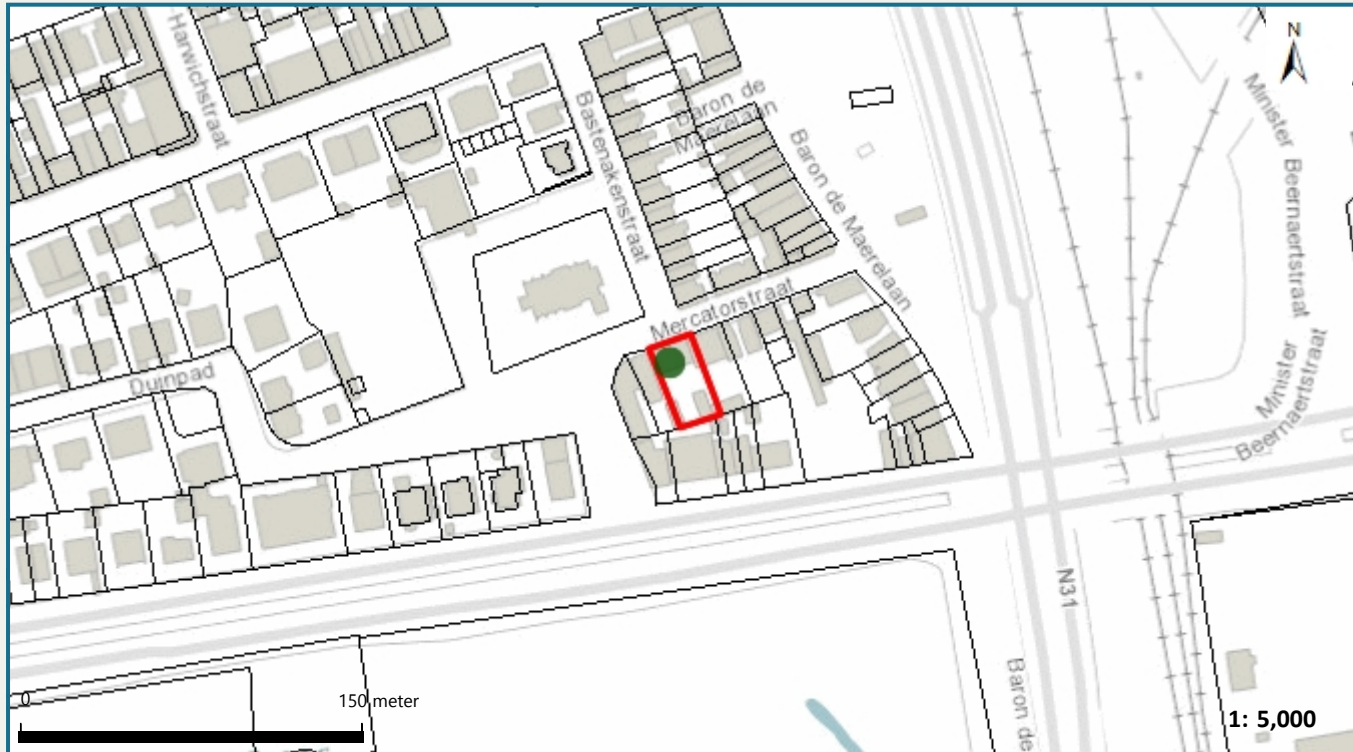 N
Harwichstraat
Bastenakenstraat
Baron de
Maerelaan
Baron de Maerelaan
Minister Beernaertstraat
Mercatorstraat
Duinpad
Minister
Beernaertstraat
N31
Baron de
0
150 meter
1: 5,000